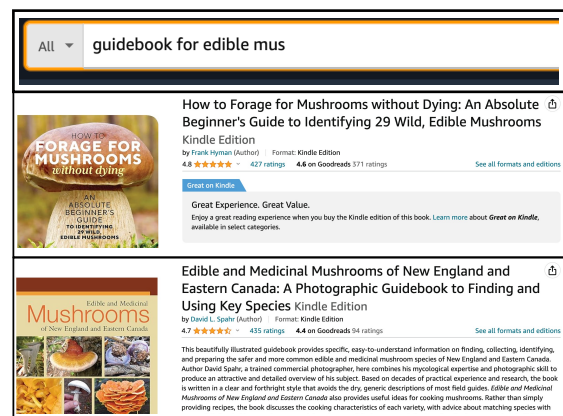 All
guidebook for edible mus
HOW TO
FORAGE FOR
MUSHROOMS
without dying
AN
ABSOLUTE
BEGINNER'S
GUIDE
TO IDENTIFYING
29 WILD,
EDIBLE MUSHROOMS
How to Forage for Mushrooms without Dying: An Absolute
Beginner's Guide to Identifying 29 Wild, Edible Mushrooms
Kindle Edition
by Frank Hyman (Author) Format: Kindle Edition
4.8 427 ratings 4.6 on Goodreads 371 ratings See all formats and editions
Great on Kindle
Great Experience. Great Value.
Enjoy a great reading experience when you buy the Kindle edition of this book. Learn more about Great on Kindle,
available in select categories.
Edible and Medicinal
Mushrooms
of New England and Eastern Canada
Edible and Medicinal Mushrooms of New England and
Eastern Canada: A Photographic Guidebook to Finding and
Using Key Species Kindle Edition
by David L. Spahr (Author) Format: Kindle Edition
4.7 435 ratings 4.4 on Goodreads 94 ratings See all formats and editions
This beautifully illustrated guidebook provides specific, easy-to-understand information on finding, collecting, identifying,
and preparing the safer and more common edible and medicinal mushroom species of New England and Eastern Canada.
Author David Spahr, a trained commercial photographer, here combines his mycological expertise and photographic skill to
produce an attractive and detailed overview of his subject. Based on decades of practical experience and research, the book
is written in a clear and forthright style that avoids the dry, generic descriptions of most field guides. Edible and Medicinal
Mushrooms of New England and Eastern Canada also provides useful ideas for cooking mushrooms. Rather than simply
providing recipes, the book discusses the cooking characteristics of each variety, with advice about matching species with